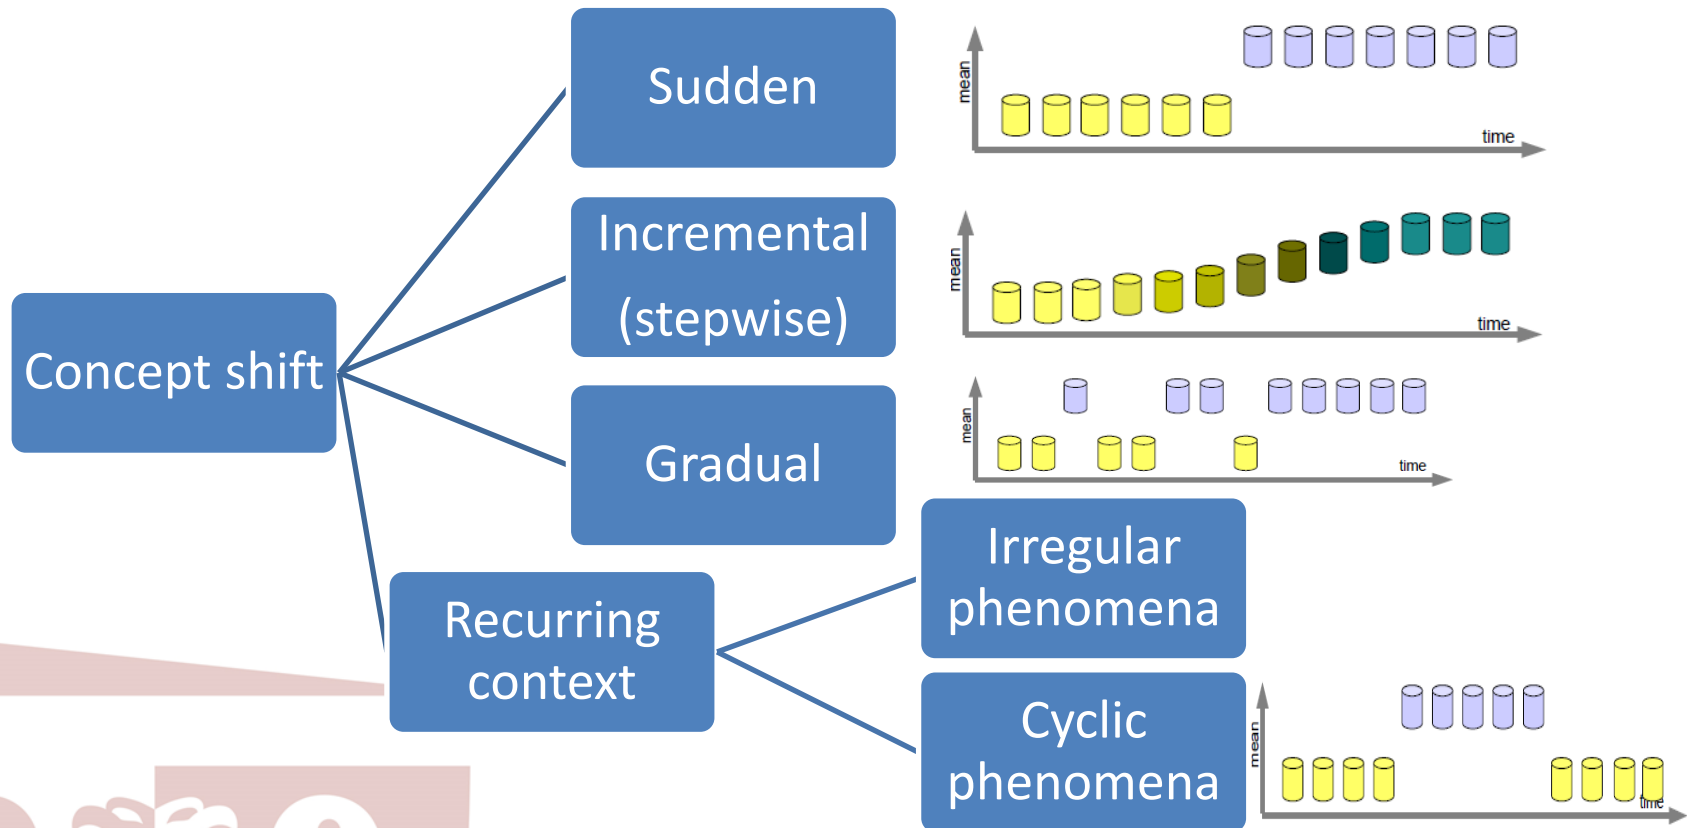 Sudden
mean
time
Incremental
(stepwise)
mean
time
Concept shift
Gradual
mean
time
Irregular
phenomena
Recurring
context
Cyclic
phenomena
mean
time